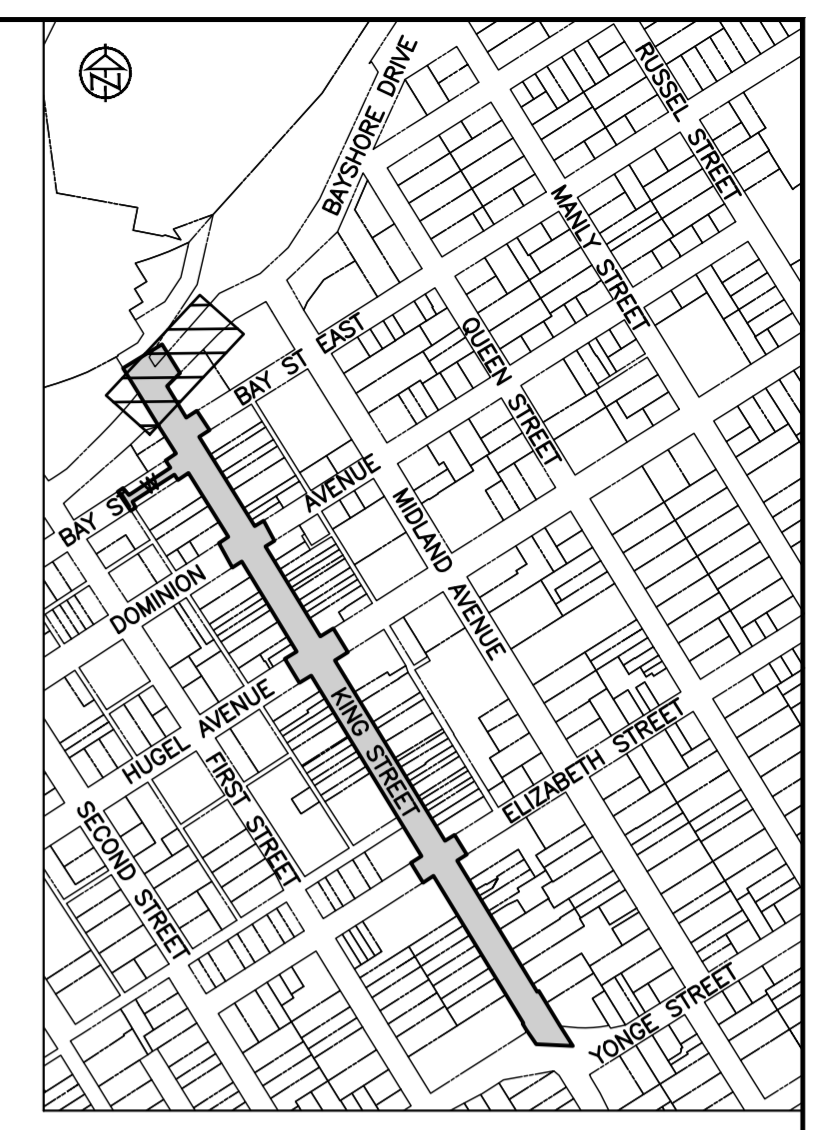 N
BAYSHORE DRIVE
RUSSEL STREET
MANLY STREET
QUEEN STREET
BAY ST EAST
BAY ST W
DOMINION AVENUE
MIDLAND AVENUE
HUGEL AVENUE
KING STREET
FIRST STREET
SECOND STREET
ELIZABETH STREET
YONGE STREET